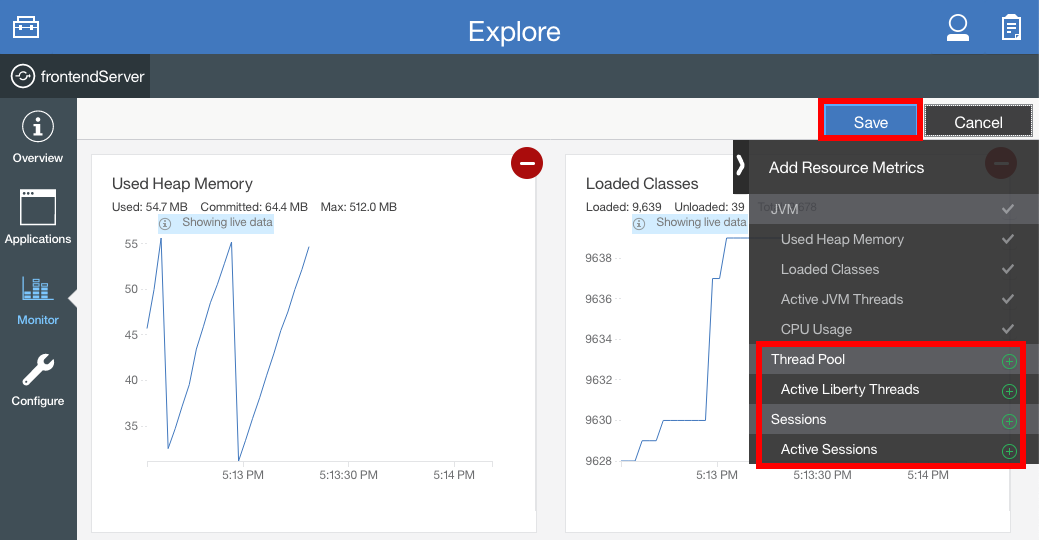 Explore
frontendServer
Save
Cancel
Overview
Applications
Monitor
Configure
Used Heap Memory
Used: 54.7 MB Committed: 64.4 MB Max: 512.0 MB
Showing live data
55
50
45
40
35
5:13 PM 5:13:30 PM 5:14 PM
Loaded Classes
Loaded: 9,639 Unloaded: 39
Showing live data
9638
9636
9634
9632
9630
9628
5:13 PM 5:13:30 PM 5:14 PM
Add Resource Metrics
JVM
Used Heap Memory
Loaded Classes
Active JVM Threads
CPU Usage
Thread Pool
Active Liberty Threads
Sessions
Active Sessions